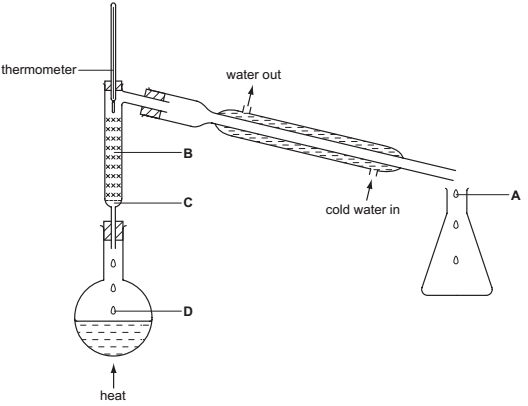 thermometer
water out
B
C
A
cold water in
D
heat